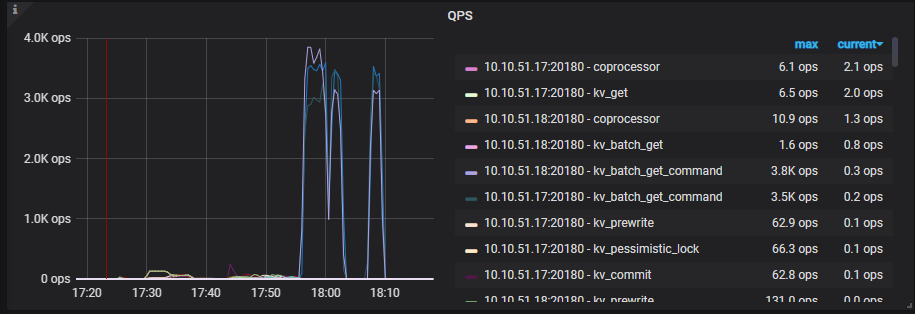 i
QPS
4.0K ops
3.0K ops
2.0K ops
1.0K ops
0 ops
17:20 17:30 17:40 17:50 18:00 18:10
max current
10.10.51.17:20180 - coprocessor 6.1 ops 2.1 ops
10.10.51.17:20180 - kv_get 6.5 ops 2.0 ops
10.10.51.18:20180 - coprocessor 10.9 ops 1.3 ops
10.10.51.18:20180 - kv_batch_get 1.6 ops 0.8 ops
10.10.51.18:20180 - kv_batch_get_command 3.8K ops 0.3 ops
10.10.51.17:20180 - kv_batch_get_command 3.5K ops 0.2 ops
10.10.51.17:20180 - kv_prewrite 62.9 ops 0.1 ops
10.10.51.17:20180 - kv_pessimistic_lock 66.3 ops 0.1 ops
10.10.51.17:20180 - kv_commit 62.8 ops 0.1 ops
10.10.51.18:20180 - kv_prewrite 131.0 ops 0.0 ops